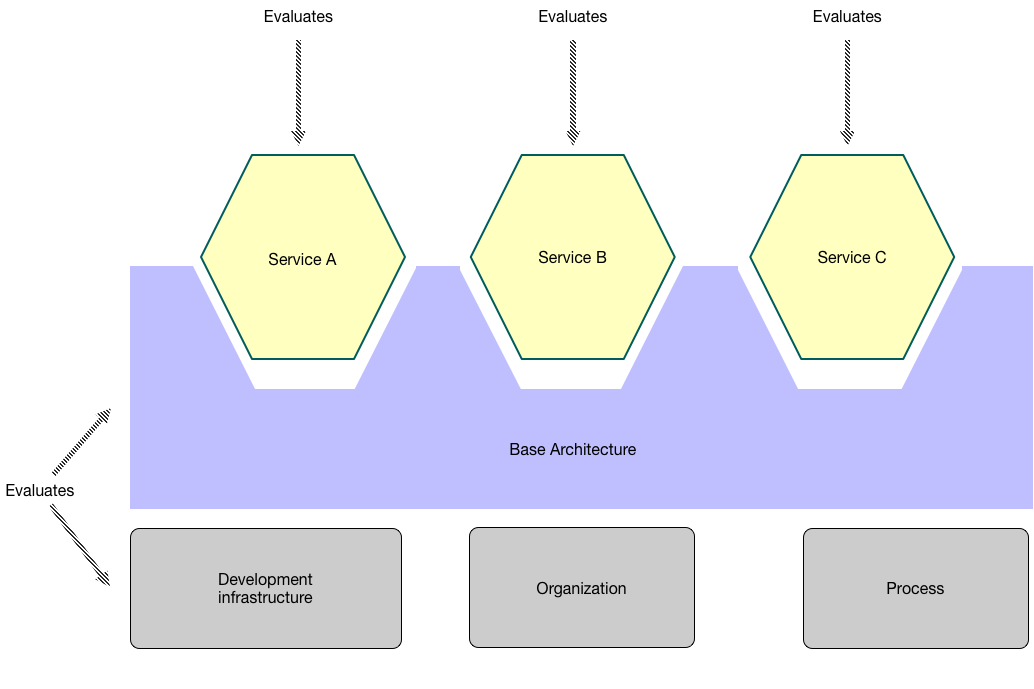 Evaluates
Evaluates
Evaluates
Service A
Service B
Service C
Base Architecture
Evaluates
Development
infrastructure
Organization
Process